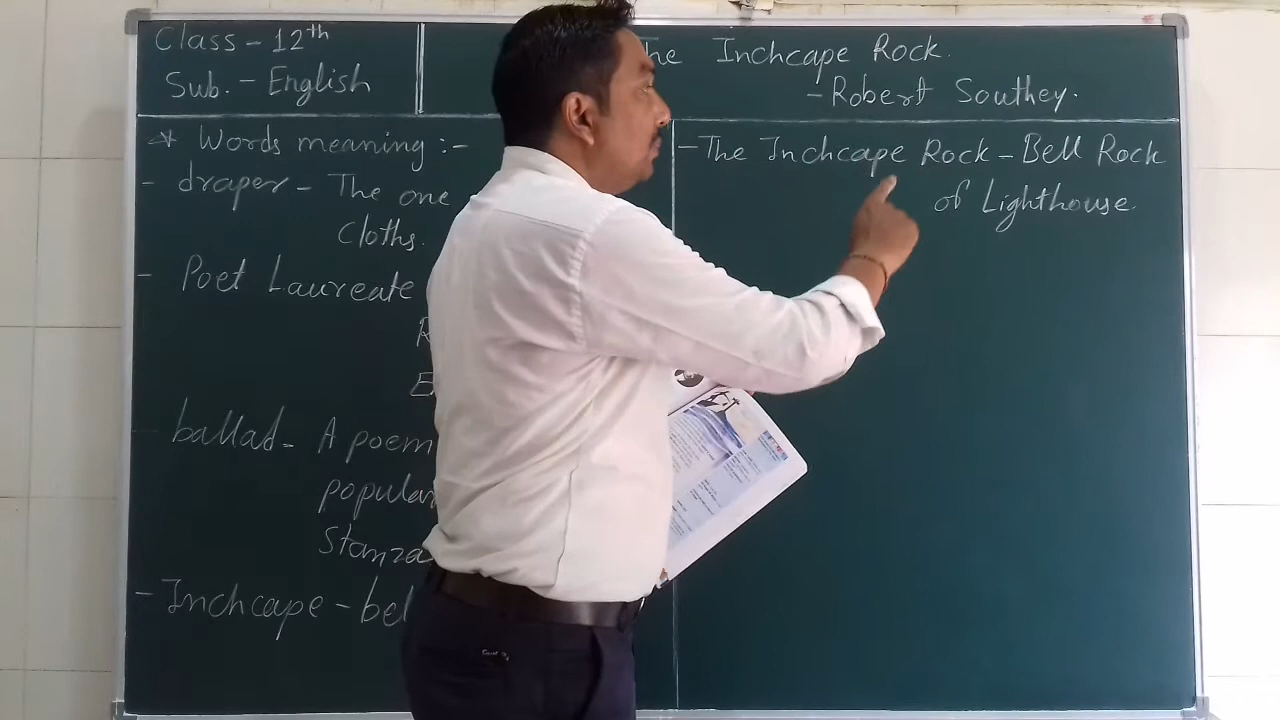 Class - 12th
Sub. - English
The Inchcape Rock.
- Robert Southey.
* Words meaning :-
- draper - The one
Cloths.
- Poet Laureate
ballad - A poem
popular
Stanza
- Inchcape - bel
- The Inchcape Rock - Bell Rock
of Lighthouse.